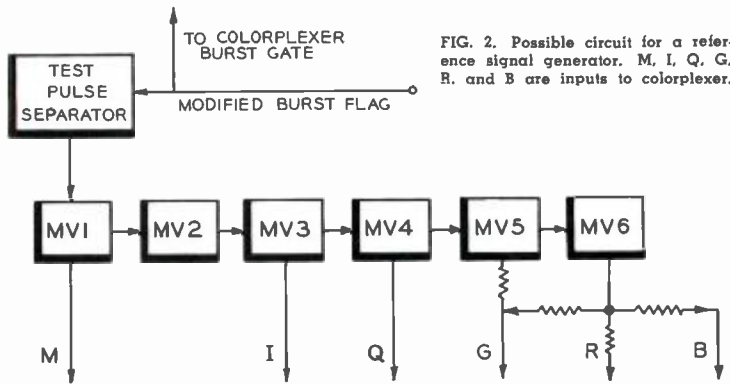 TO COLORPLEXER
BURST GATE
FIG. 2. Possible circuit for a refer-
ence signal generator. M, I, Q, G,
R, and B are inputs to colorplexer.
TEST
PULSE
SEPARATOR
MODIFIED BURST FLAG
MV1
MV2
MV3
MV4
MV5
MV6
M
I
Q
G
R
B